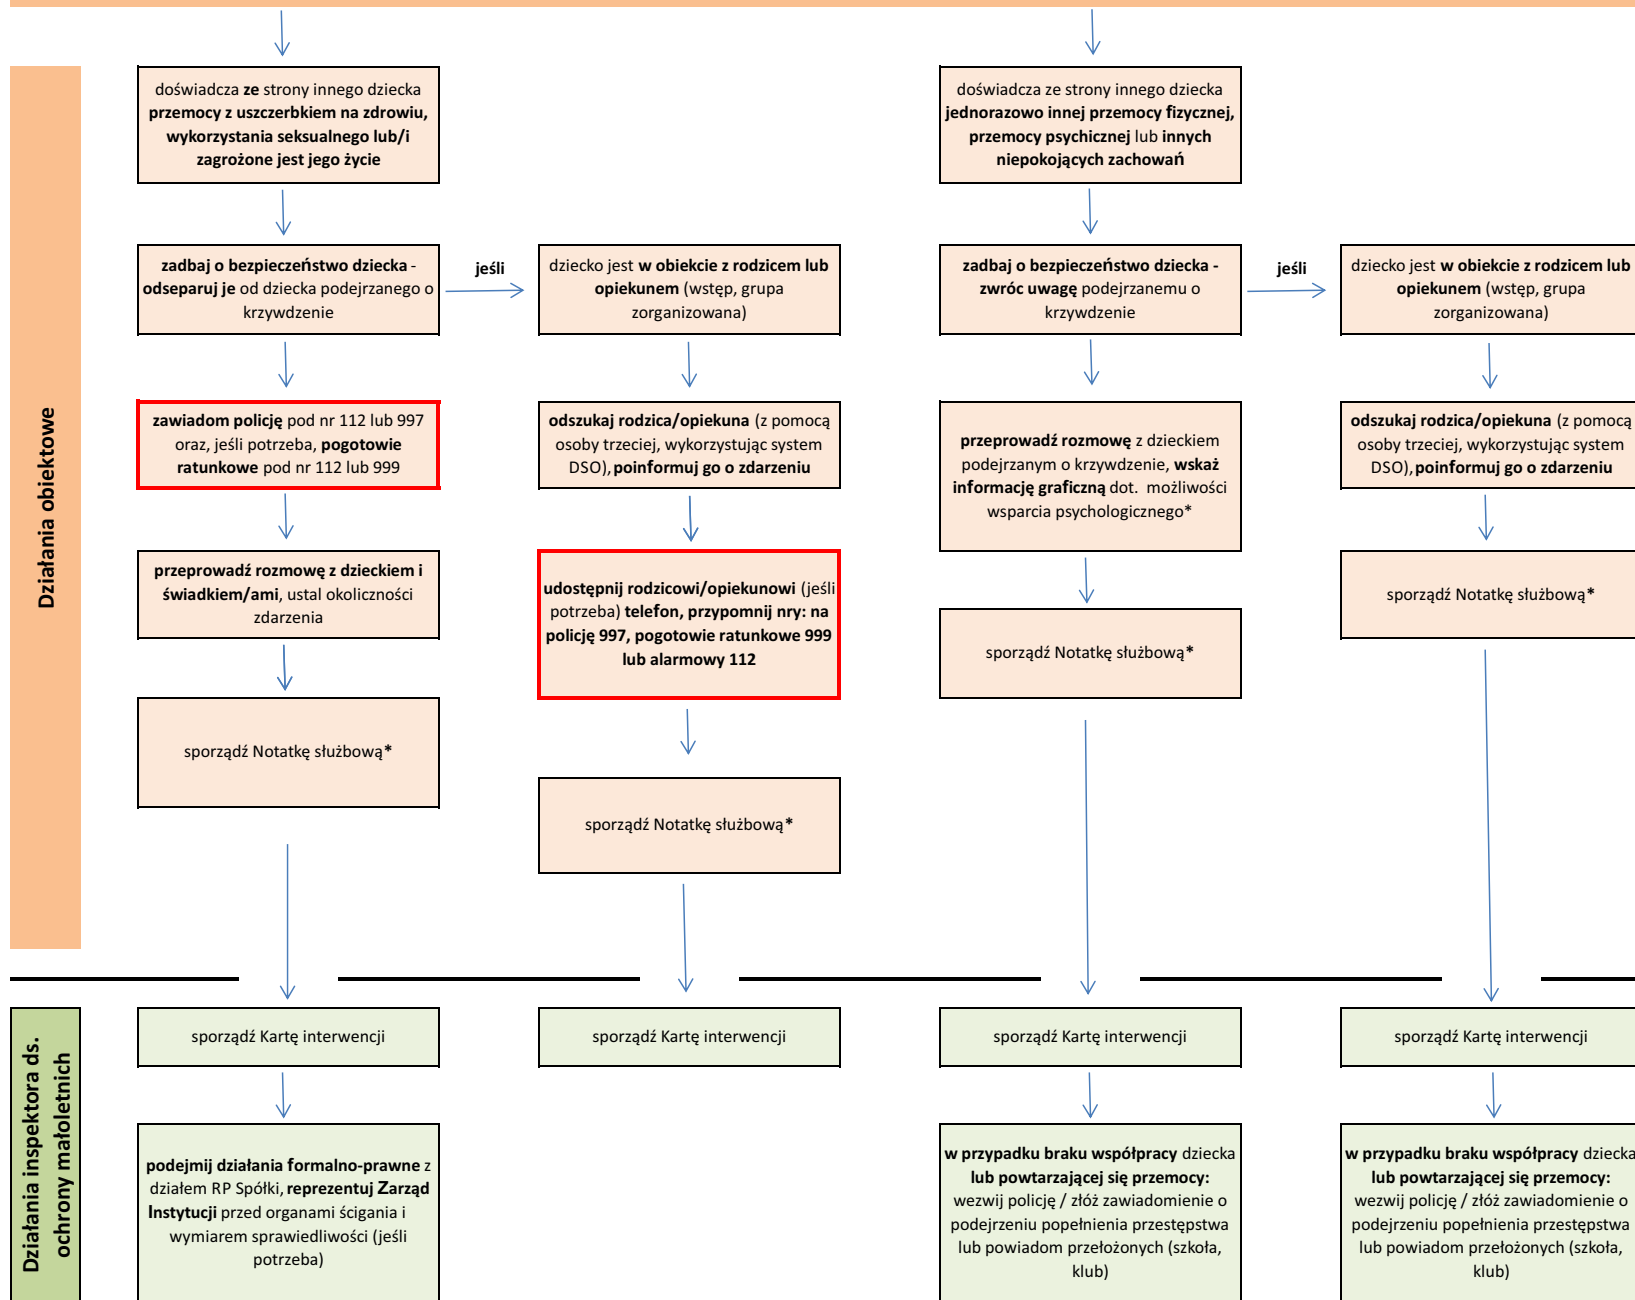 doświadcza ze strony innego dziecka
przemocy z uszczerbkiem na zdrowiu,
wykorzystania seksualnego lub/i
zagrożone jest jego życie
doświadcza ze strony innego dziecka
jednorazowo innej przemocy fizycznej,
przemocy psychicznej lub innych
niepokojących zachowań
Działania obiektowe
zadbaj o bezpieczeństwo dziecka -
odseparuj je od dziecka podejrzanego o
krzywdzenie
jeśli
dziecko jest w obiekcie z rodzicem lub
opiekunem (wstęp, grupa
zorganizowana)
zadbaj o bezpieczeństwo dziecka -
zwróc uwagę podejrzanemu o
krzywdzenie
jeśli
dziecko jest w obiekcie z rodzicem lub
opiekunem (wstęp, grupa
zorganizowana)
zawiadom policję pod nr 112 lub 997
oraz, jeśli potrzeba, pogotowie
ratunkowe pod nr 112 lub 999
odszukaj rodzica/opiekuna (z pomocą
osoby trzeciej, wykorzystując system
DSO), poinformuj go o zdarzeniu
przeprowadź rozmowę z dzieckiem
podejrzanym o krzywdzenie, wskaż
informację graficzną dot. możliwości
wsparcia psychologicznego*
odszukaj rodzica/opiekuna (z pomocą
osoby trzeciej, wykorzystując system
DSO), poinformuj go o zdarzeniu
przeprowadź rozmowę z dzieckiem i
świadkiem/ami, ustal okoliczności
zdarzenia
udostępnij rodzicowi/opiekunowi (jeśli
potrzeba) telefon, przypomnij nry: na
policję 997, pogotowie ratunkowe 999
lub alarmowy 112
sporządź Notatkę służbową*
sporządź Notatkę służbową*
sporządź Notatkę służbową*
sporządź Notatkę służbową*
Działania inspektora ds.
ochrony małoletnich
sporządź Kartę interwencji
sporządź Kartę interwencji
sporządź Kartę interwencji
sporządź Kartę interwencji
podejmij działania formalno-prawne z
działem RP Spółki, reprezentuj Zarząd
Instytucji przed organami ścigania i
wymiarem sprawiedliwości (jeśli
potrzeba)
w przypadku braku współpracy dziecka
lub powtarzającej się przemocy:
wezwij policję / złóż zawiadomienie o
podejrzeniu popełnienia przestępstwa
lub powiadom przełożonych (szkoła,
klub)
w przypadku braku współpracy dziecka
lub powtarzającej się przemocy:
wezwij policję / złóż zawiadomienie o
podejrzeniu popełnienia przestępstwa
lub powiadom przełożonych (szkoła,
klub)